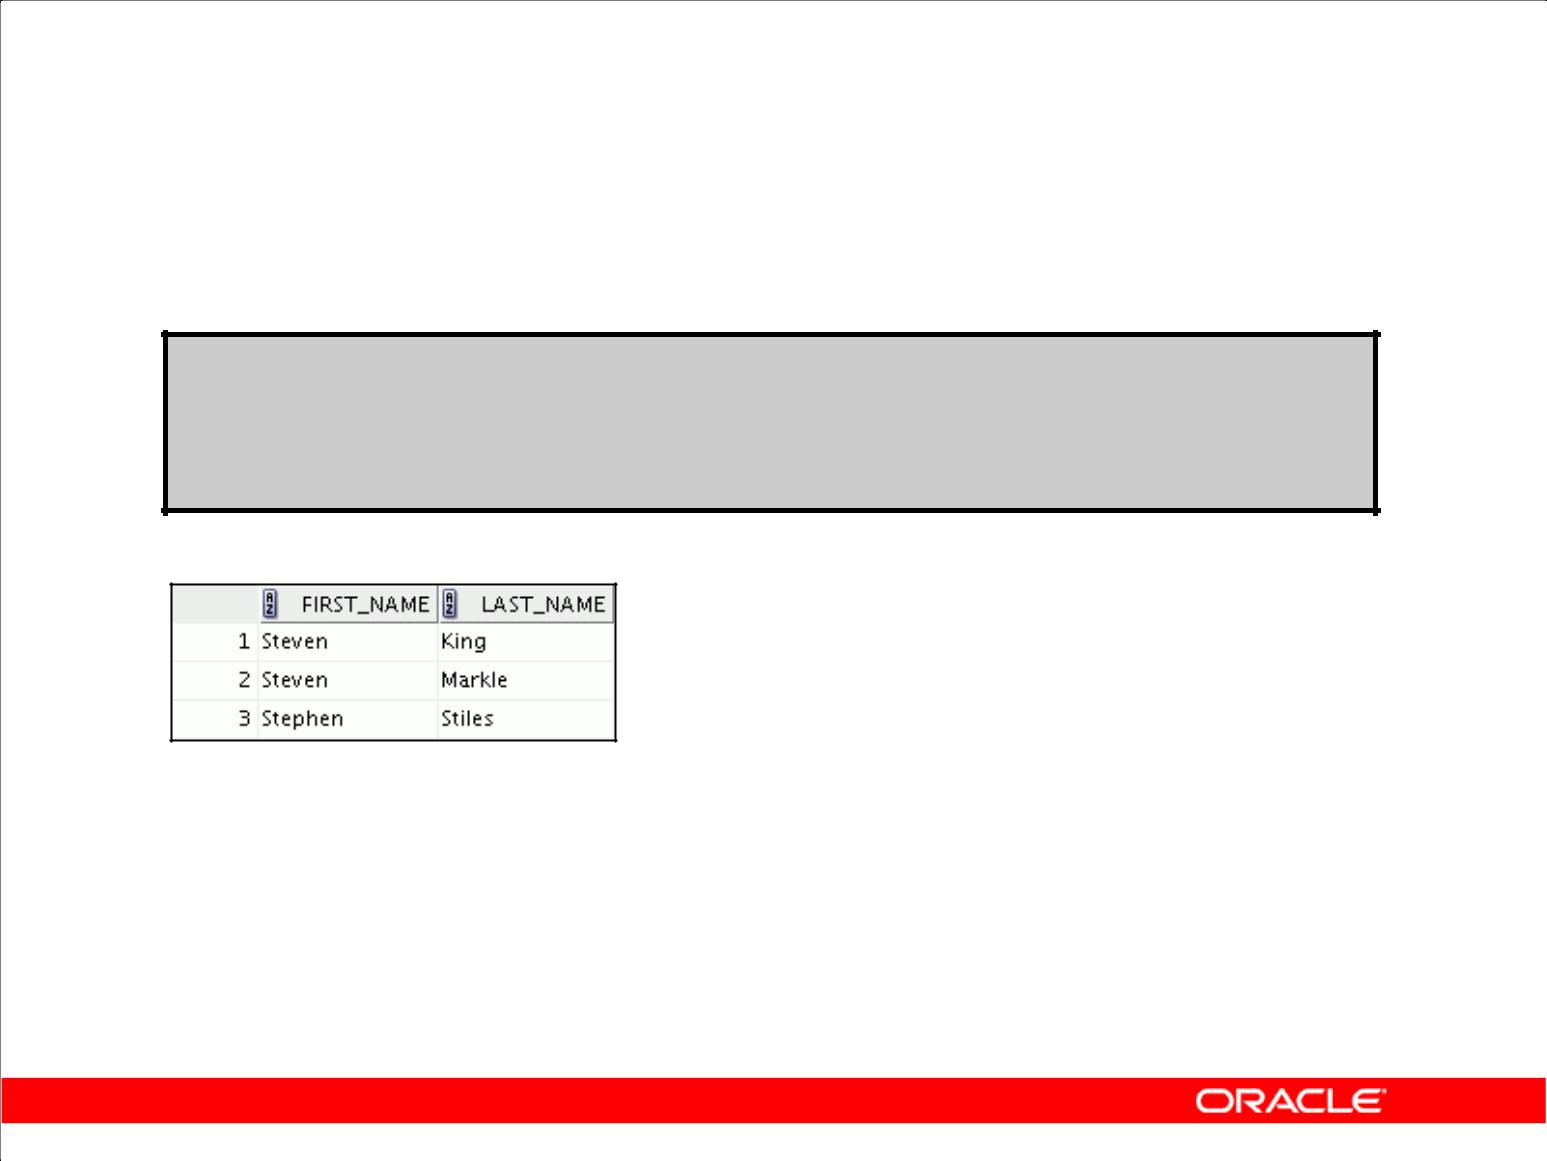 FIRST_NAME LAST_NAME
1 Steven King
2 Steven Markle
3 Stephen Stiles
ORACLE